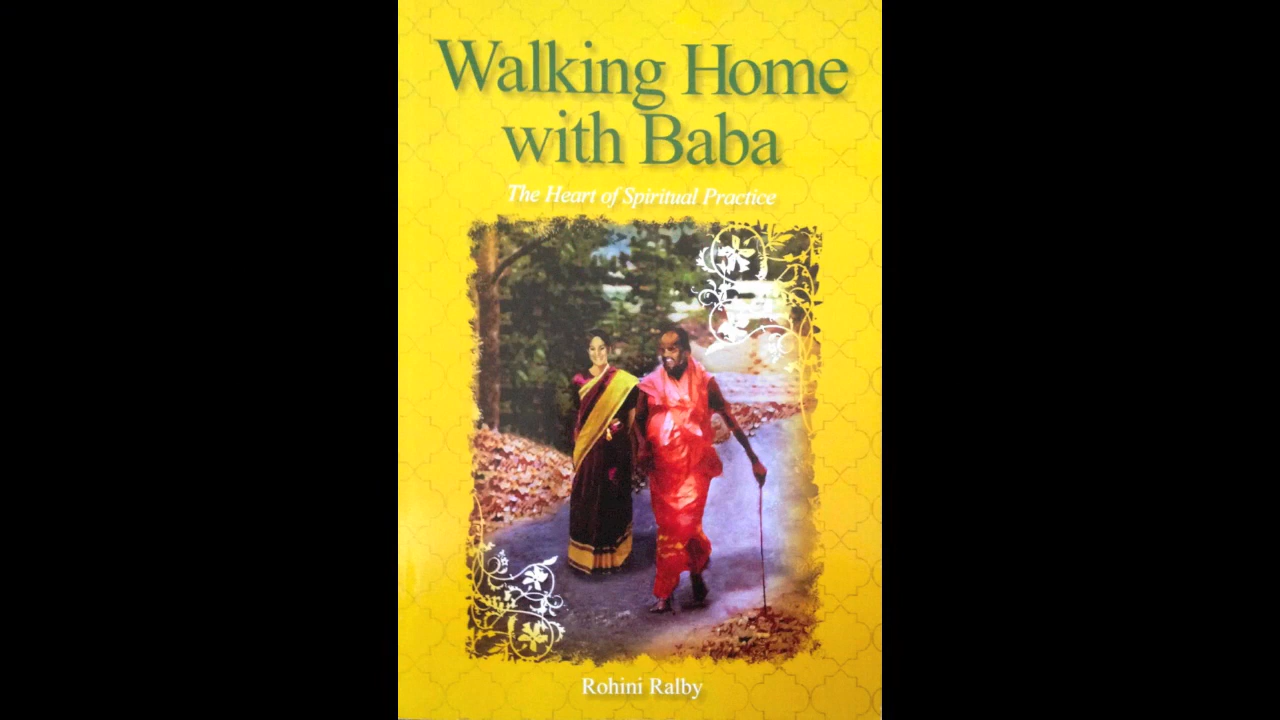 Walking Home
with Baba
The Heart of Spiritual Practice
Rohini Ralby